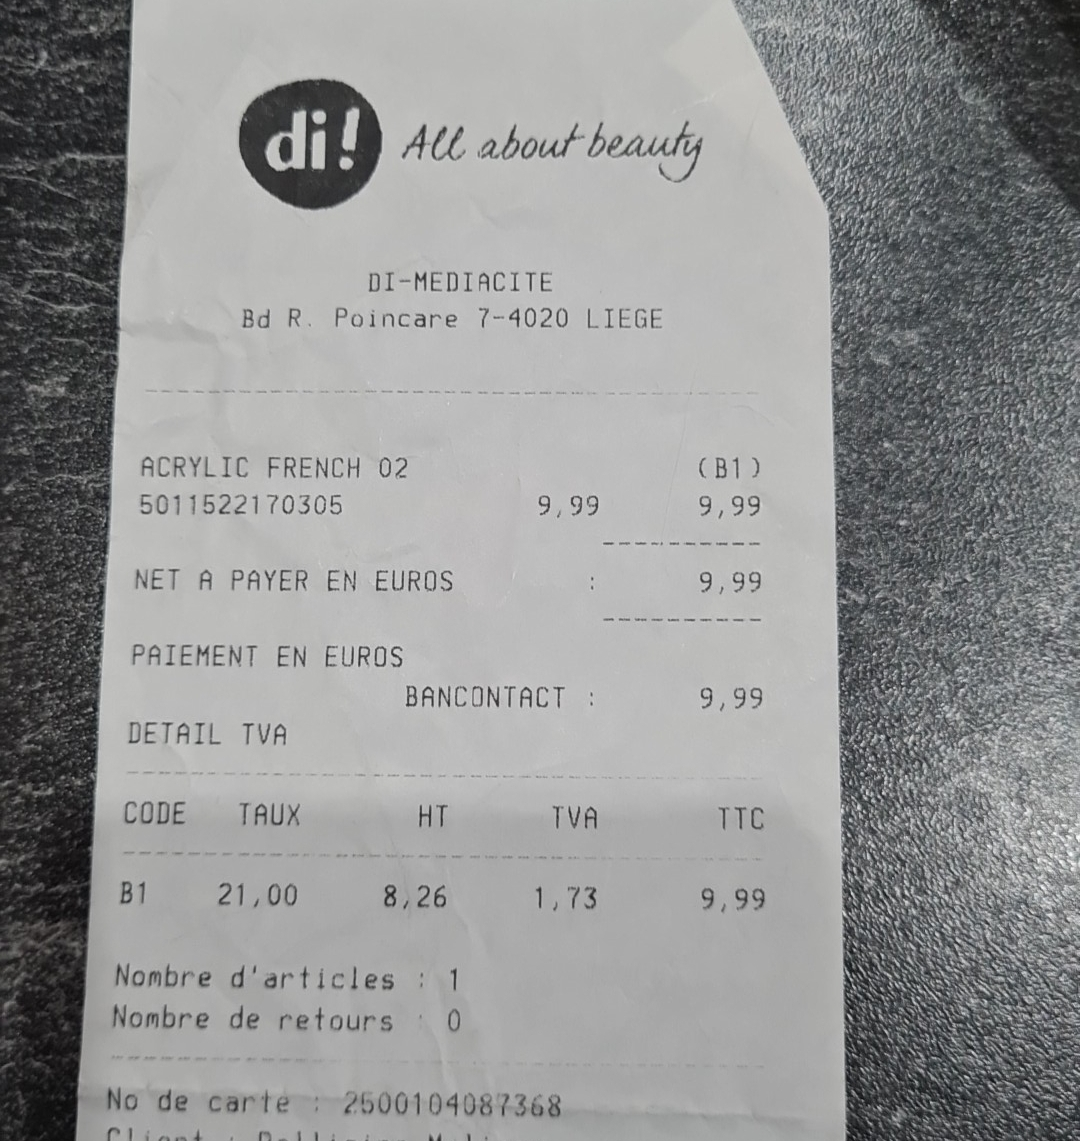 di! All about beauty
DI-MEDIACITE
Bd R. Poincare 7-4020 LIEGE
ACRYLIC FRENCH 02 (B1)
5011522170305 9,99 9,99
NET A PAYER EN EUROS : 9,99
PAIEMENT EN EUROS
BANCONTACT : 9,99
DETAIL TVA
CODE TAUX HT TVA TTC
B1 21,00 8,26 1,73 9,99
Nombre d'articles : 1
Nombre de retours : 0
No de carte : 2500104087368
Client :